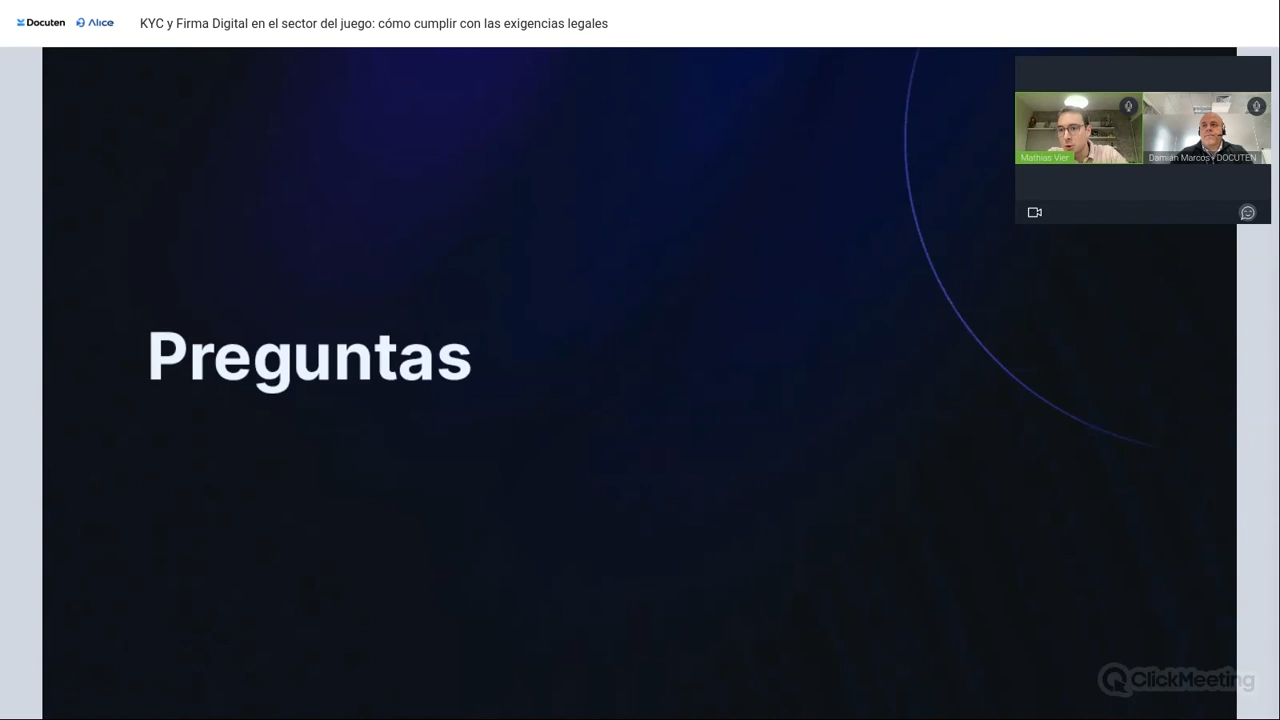 Docuten
Alice
KYC y Firma Digital en el sector del juego: cómo cumplir con las exigencias legales
Mathias Vier
Damián Marcos - DOCUTEN
Preguntas
ClickMeeting